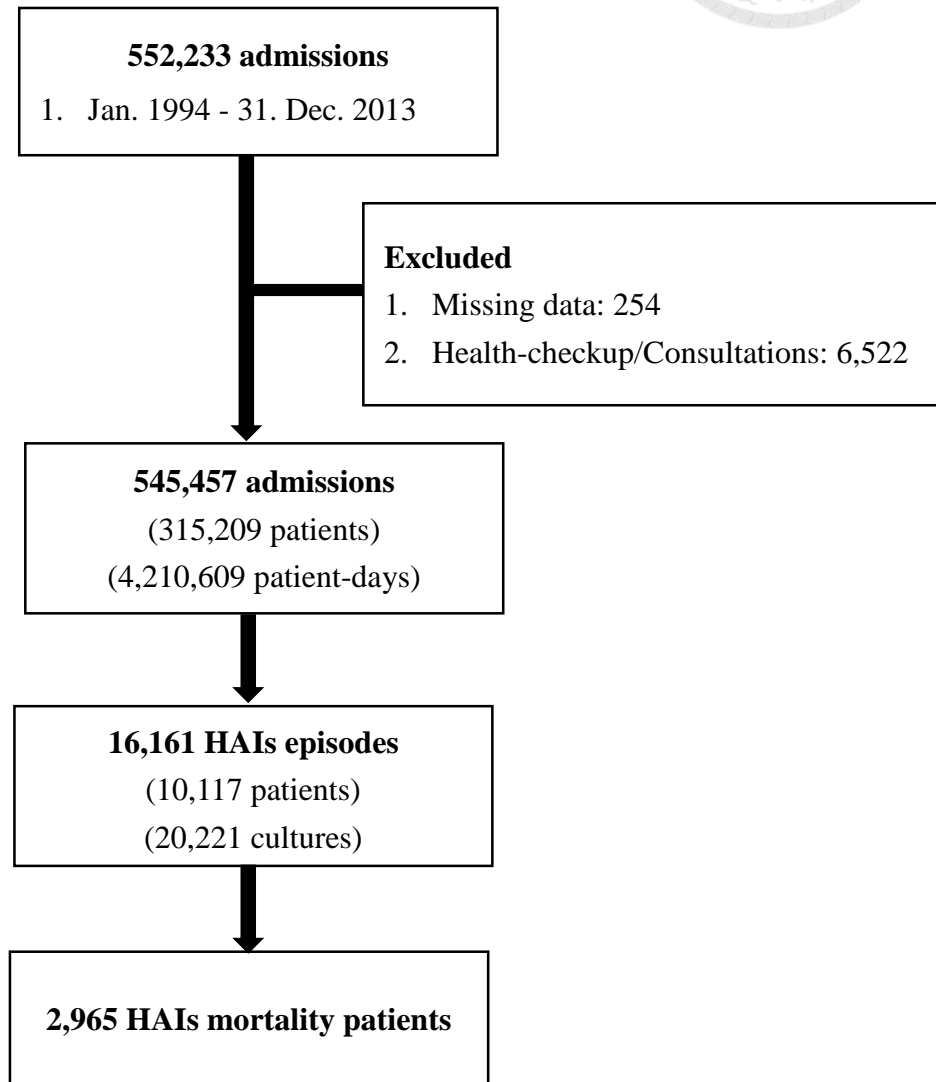 552,233 admissions
1. Jan. 1994 - 31. Dec. 2013
Excluded
1. Missing data: 254
2. Health-checkup/Consultations: 6,522
545,457 admissions
(315,209 patients)
(4,210,609 patient-days)
16,161 HAIs episodes
(10,117 patients)
(20,221 cultures)
2,965 HAIs mortality patients